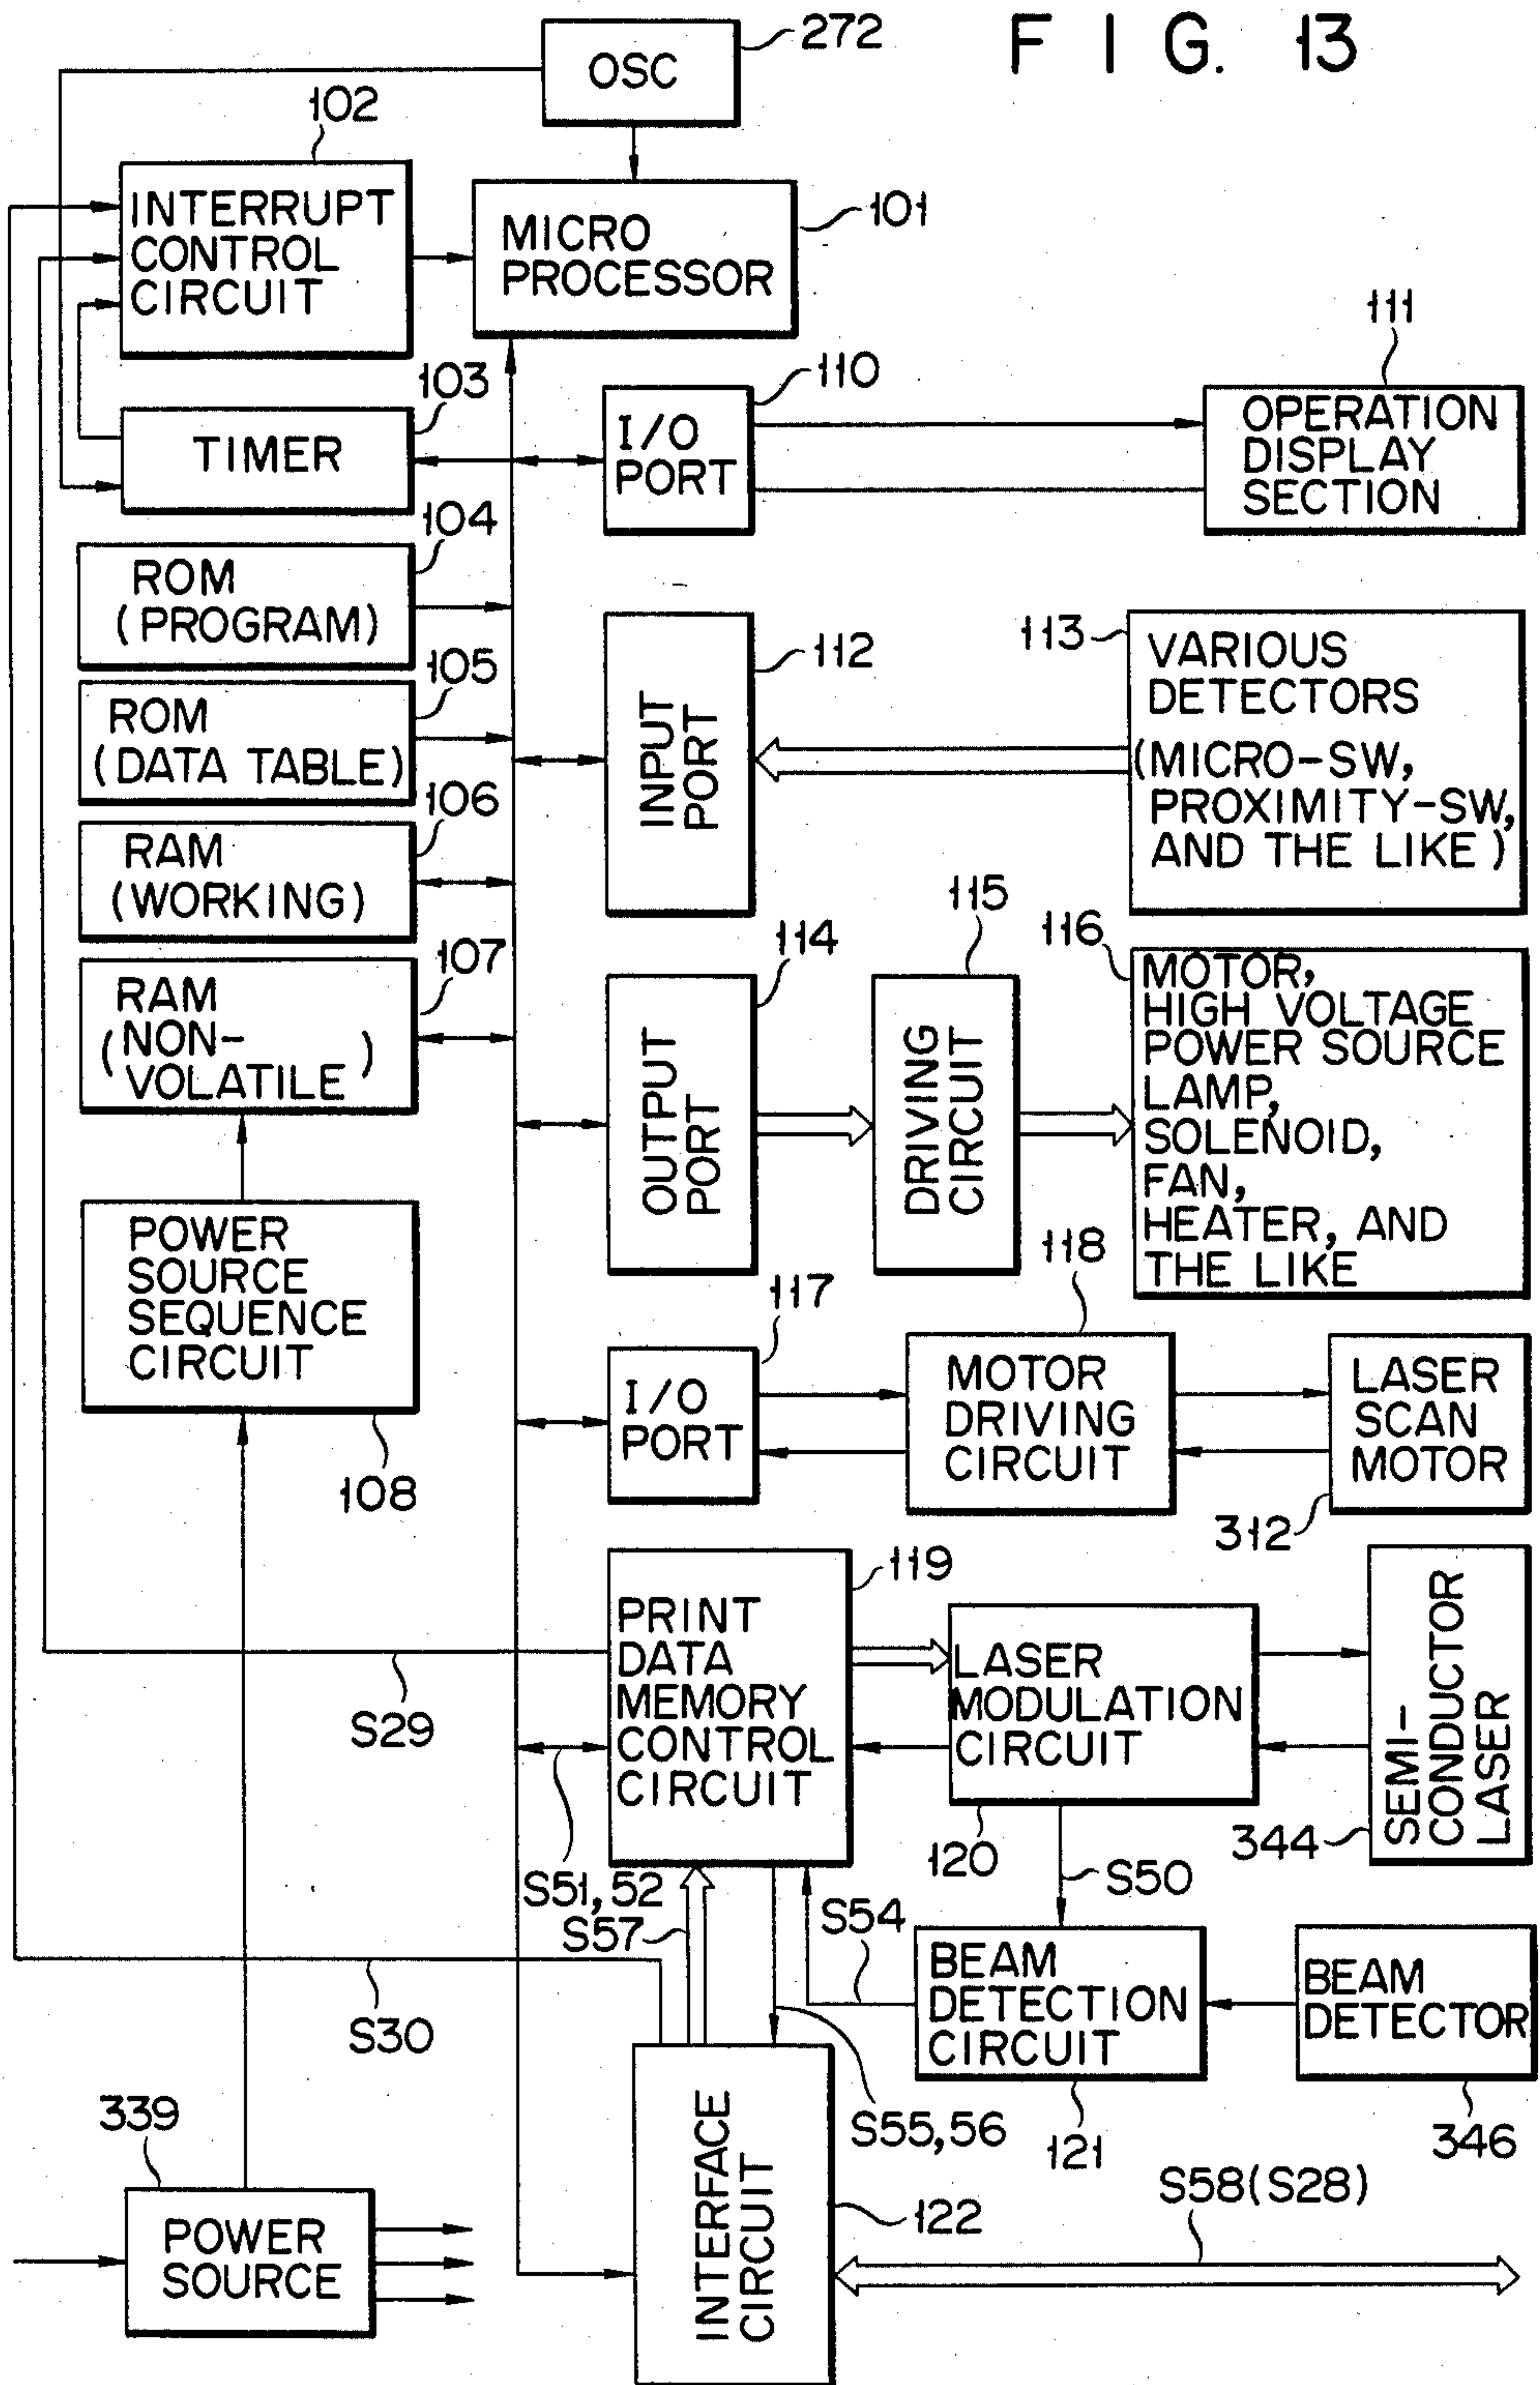 FIG. 13
OSC
272
102
INTERRUPT
CONTROL
CIRCUIT
MICRO
PROCESSOR
101
103
TIMER
110
I/O
PORT
111
OPERATION
DISPLAY
SECTION
104
ROM
(PROGRAM)
105
ROM
(DATA TABLE)
106
RAM
(WORKING)
107
RAM
(NON-
VOLATILE)
112
INPUT
PORT
113
VARIOUS
DETECTORS
(MICRO-SW,
PROXIMITY-SW,
AND THE LIKE)
114
OUTPUT
PORT
115
DRIVING
CIRCUIT
116
MOTOR,
HIGH VOLTAGE
POWER SOURCE
LAMP,
SOLENOID,
FAN,
HEATER, AND
THE LIKE
POWER
SOURCE
SEQUENCE
CIRCUIT
108
117
I/O
PORT
118
MOTOR
DRIVING
CIRCUIT
LASER
SCAN
MOTOR
312
119
PRINT
DATA
MEMORY
CONTROL
CIRCUIT
LASER
MODULATION
CIRCUIT
120
SEMI-
CONDUCTOR
LASER
344
S29
S51, 52
S57
S50
S54
S30
BEAM
DETECTION
CIRCUIT
121
BEAM
DETECTOR
346
S55, 56
339
POWER
SOURCE
INTERFACE
CIRCUIT
122
S58(S28)